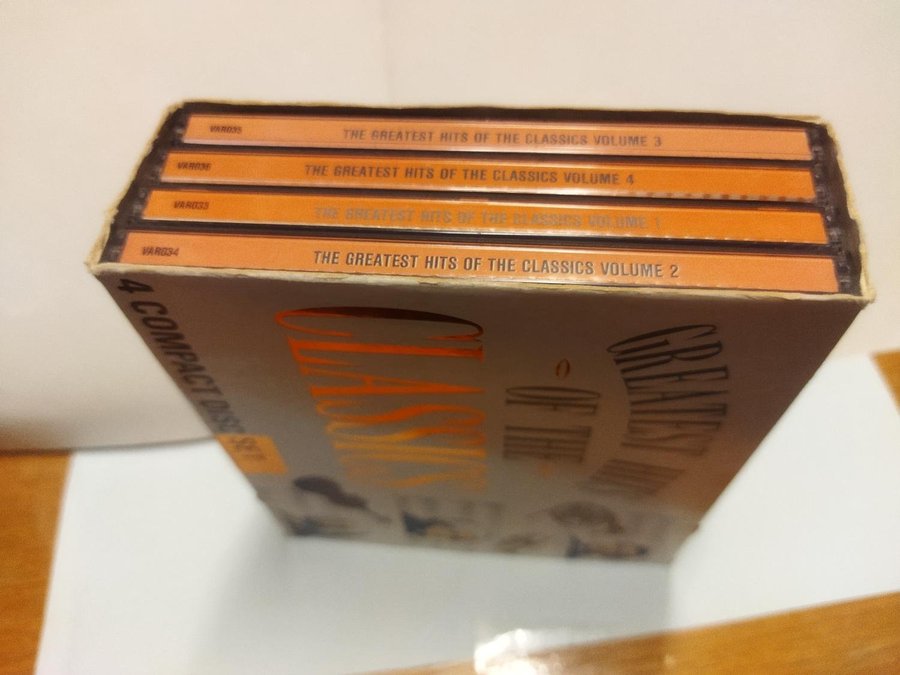 VAR035 THE GREATEST HITS OF THE CLASSICS VOLUME 3
VAR036 THE GREATEST HITS OF THE CLASSICS VOLUME 4
VAR033 THE GREATEST HITS OF THE CLASSICS VOLUME 1
VAR034 THE GREATEST HITS OF THE CLASSICS VOLUME 2
4 COMPACT DISC SET
GREATEST HITS
OF THE
CLASSICS